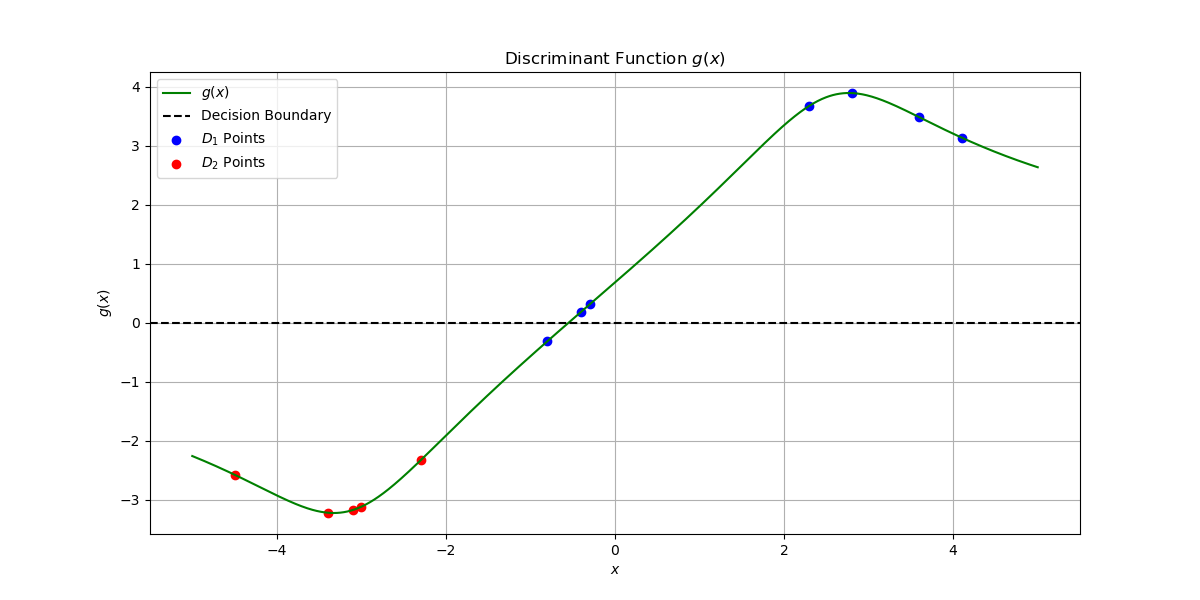 Discriminant Function g(x)
g(x)
Decision Boundary
D₁ Points
D₂ Points
4
3
2
1
0
−1
−2
−3
g(x)
−4
−2
0
2
4
x